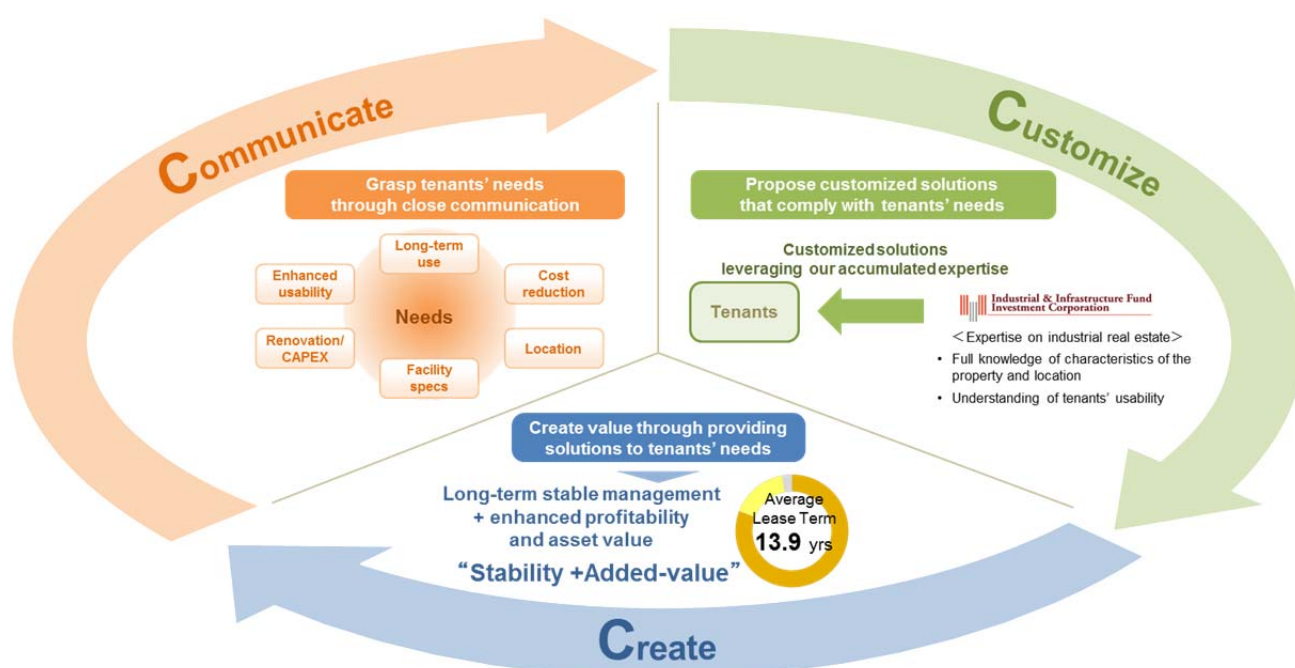 Communicate
Customize
Grasp tenants' needs
through close communication
Long-term
use
Enhanced
usability
Cost
reduction
Needs
Renovation/
CAPEX
Location
Facility
specs
Propose customized solutions
that comply with tenants' needs
Customized solutions
leveraging our accumulated expertise
Tenants
Industrial & Infrastructure Fund
Investment Corporation
<Expertise on industrial real estate>
• Full knowledge of characteristics of the
property and location
• Understanding of tenants' usability
Create value through providing
solutions to tenants' needs
Long-term stable management
+ enhanced profitability
and asset value
“Stability +Added-value”
Average
Lease Term
13.9 yrs
Create